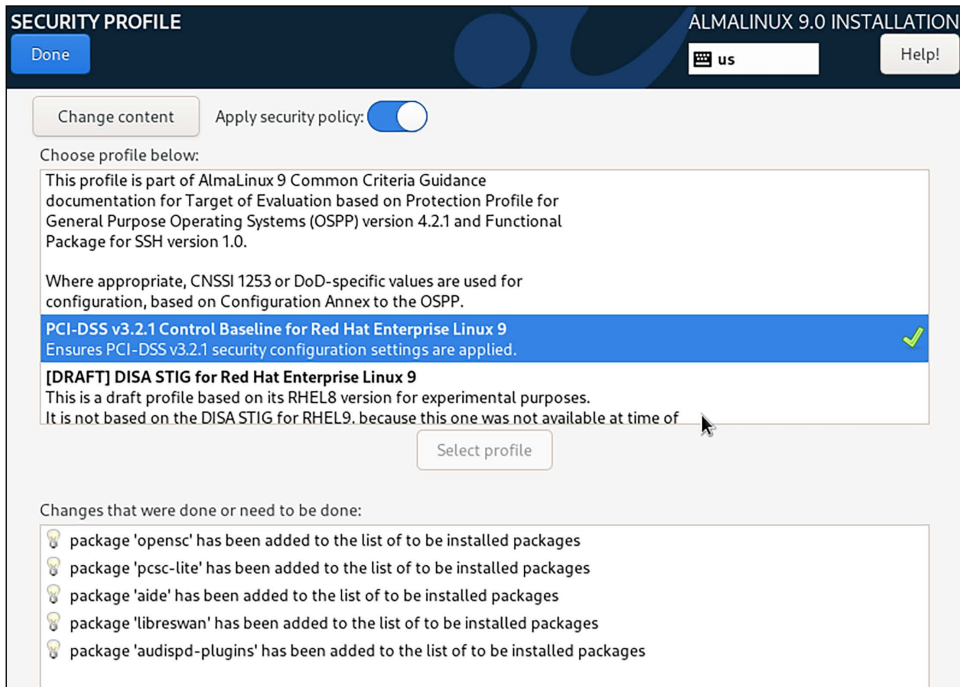 SECURITY PROFILE
ALMALINUX 9.0 INSTALLATION
Done
us
Help!
Change content
Apply security policy:
Choose profile below:
This profile is part of AlmaLinux 9 Common Criteria Guidance
documentation for Target of Evaluation based on Protection Profile for
General Purpose Operating Systems (OSPP) version 4.2.1 and Functional
Package for SSH version 1.0.
Where appropriate, CNSSI 1253 or DoD-specific values are used for
configuration, based on Configuration Annex to the OSPP.
PCI-DSS v3.2.1 Control Baseline for Red Hat Enterprise Linux 9
Ensures PCI-DSS v3.2.1 security configuration settings are applied.
[DRAFT] DISA STIG for Red Hat Enterprise Linux 9
This is a draft profile based on its RHEL8 version for experimental purposes.
It is not based on the DISA STIG for RHEL9, because this one was not available at time of
Select profile
Changes that were done or need to be done:
package 'opensc' has been added to the list of to be installed packages
package 'pcsc-lite' has been added to the list of to be installed packages
package 'aide' has been added to the list of to be installed packages
package 'libreswan' has been added to the list of to be installed packages
package 'audispd-plugins' has been added to the list of to be installed packages